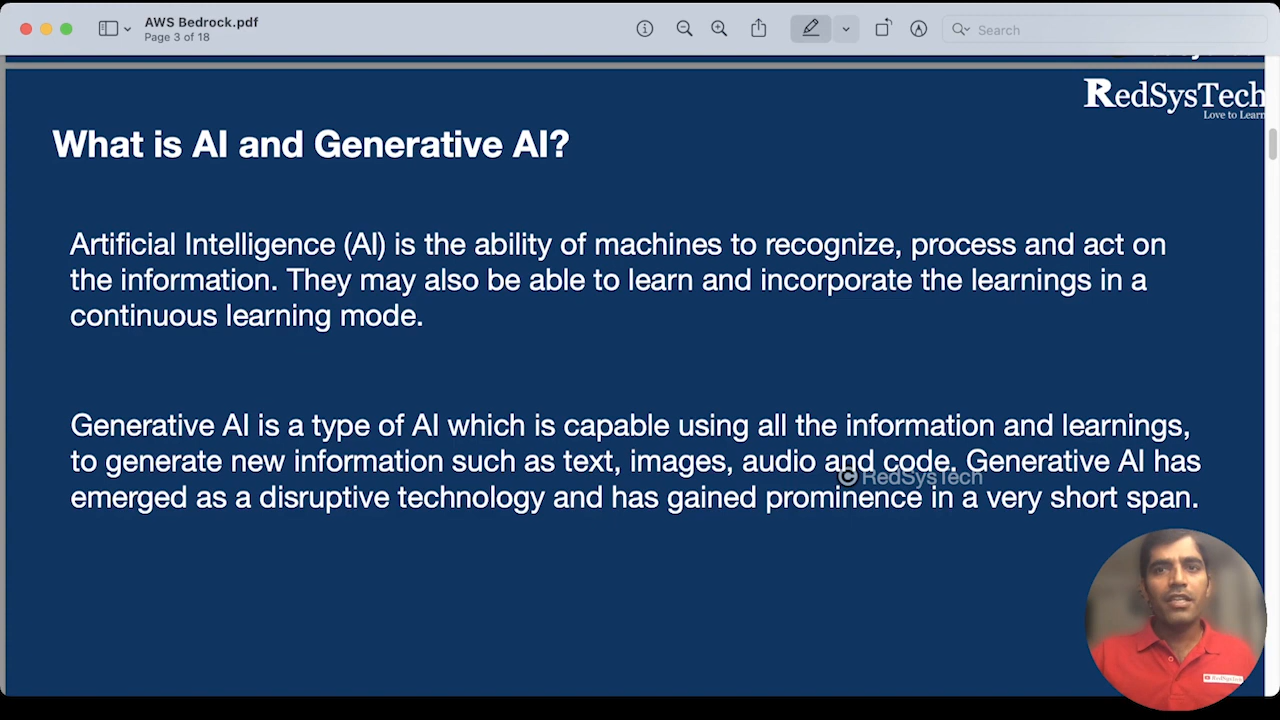 AWS Bedrock.pdf
Page 3 of 18
Search
RedSysTech
Love to Learn
What is AI and Generative AI?
Artificial Intelligence (AI) is the ability of machines to recognize, process and act on
the information. They may also be able to learn and incorporate the learnings in a
continuous learning mode.
Generative AI is a type of AI which is capable using all the information and learnings,
to generate new information such as text, images, audio and code. Generative AI has
© RedSysTech
emerged as a disruptive technology and has gained prominence in a very short span.
RedSysTech